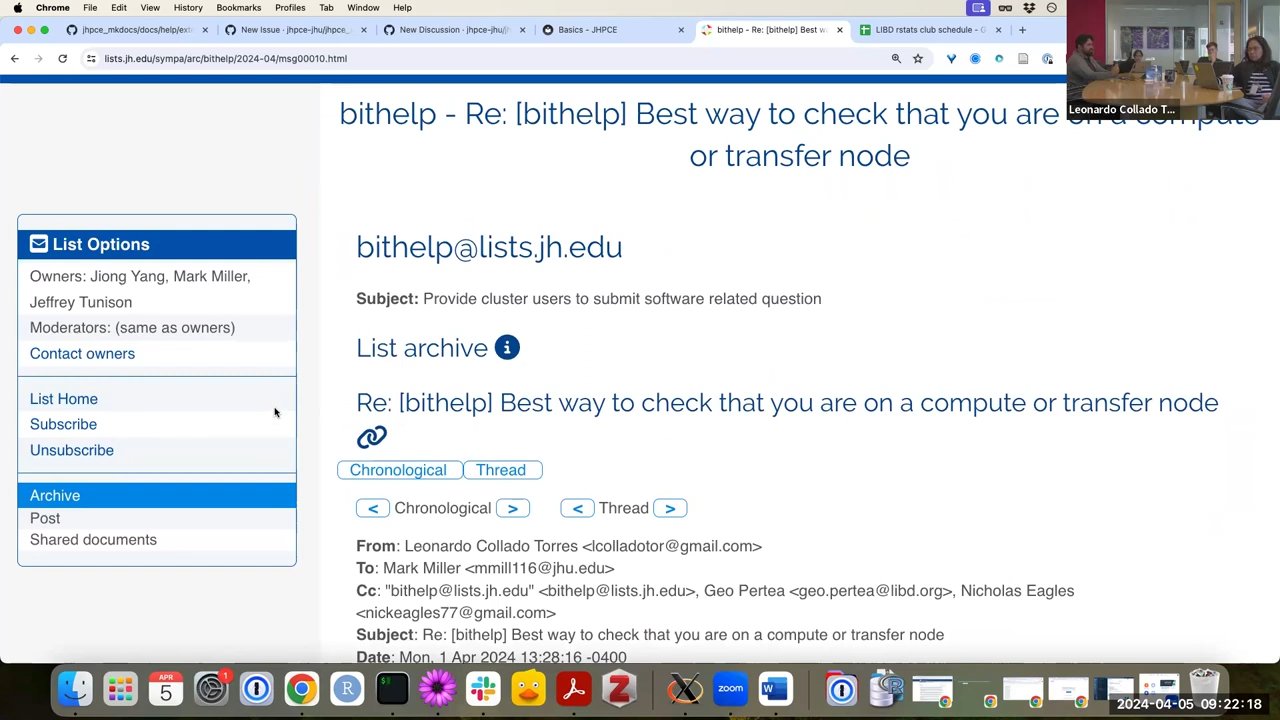 Chrome File Edit View History Bookmarks Profiles Tab Window Help
jhpce_mkdocs/docs/help/ext
New Issue · jhpce-jhu/jhpce_
New Discussion · jhpce-jhu/j
Basics - JHPCE
bithelp - Re: [bithelp] Best w
LIBD rstats club schedule - G
lists.jh.edu/sympa/arc/bithelp/2024-04/msg00010.html
Leonardo Collado T...
bithelp - Re: [bithelp] Best way to check that you are on a compute
or transfer node
List Options
Owners: Jiong Yang, Mark Miller,
Jeffrey Tunison
Moderators: (same as owners)
Contact owners
List Home
Subscribe
Unsubscribe
Archive
Post
Shared documents
bithelp@lists.jh.edu
Subject: Provide cluster users to submit software related question
List archive
Re: [bithelp] Best way to check that you are on a compute or transfer node
Chronological Thread
< Chronological > < Thread >
From: Leonardo Collado Torres <lcolladotor@gmail.com>
To: Mark Miller <mmill116@jhu.edu>
Cc: "bithelp@lists.jh.edu" <bithelp@lists.jh.edu>, Geo Pertea <geo.pertea@libd.org>, Nicholas Eagles
<nickeagles77@gmail.com>
Subject: Re: [bithelp] Best way to check that you are on a compute or transfer node
Date: Mon, 1 Apr 2024 13:28:16 -0400
APR
5
1
R
zoom
W
2024-04-05 09:22:18